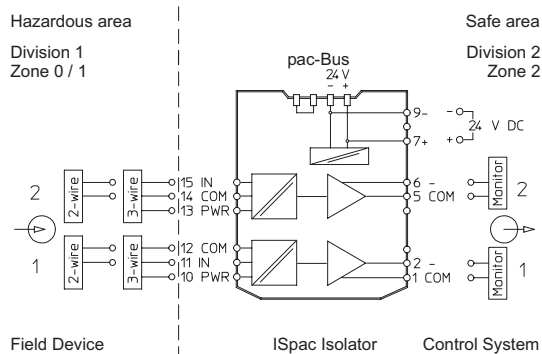 Hazardous area
Safe area
Division 1
Zone 0 / 1
Division 2
Zone 2
pac-Bus
24 V
- +
9-
7+
- 
+
24 V DC
2
2-wire
3-wire
15 IN
14 COM
13 PWR
6 -
5 COM
Monitor
2
1
2-wire
3-wire
12 COM
11 IN
10 PWR
2 -
1 COM
Monitor
1
Field Device
ISpac Isolator
Control System